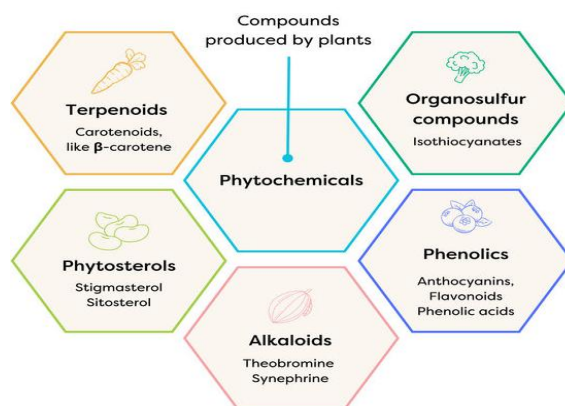 Compounds
produced by plants
Terpenoids
Carotenoids,
like β-carotene
Organosulfur
compounds
Isothiocyanates
Phytochemicals
Phytosterols
Stigmasterol
Sitosterol
Phenolics
Anthocyanins,
Flavonoids
Phenolic acids
Alkaloids
Theobromine
Synephrine